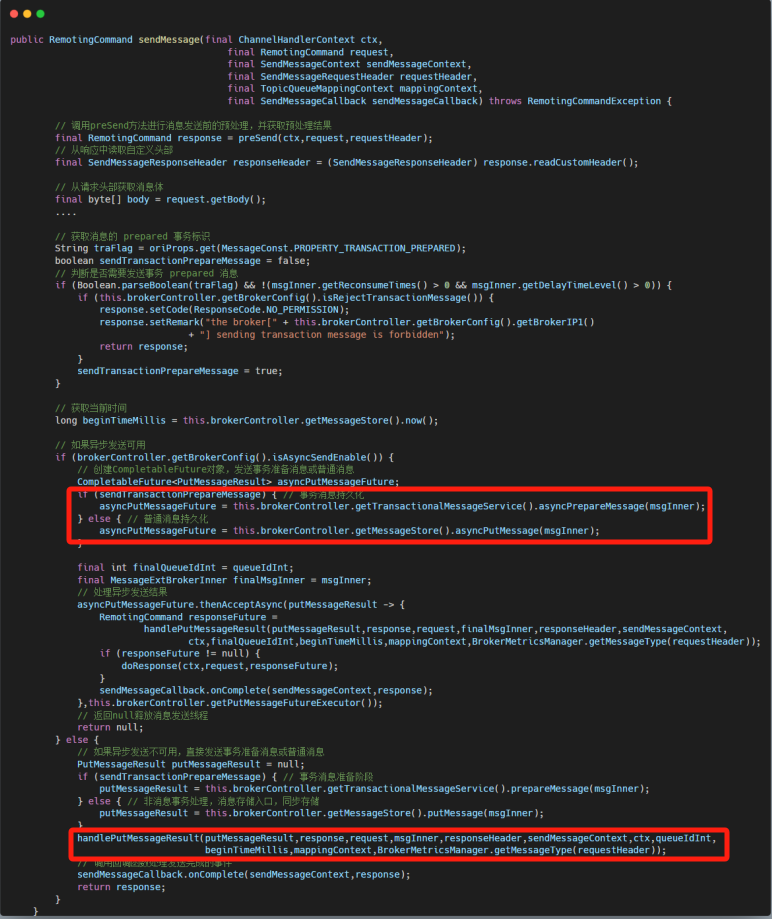 public RemotingCommand sendMessage(final ChannelHandlerContext ctx,
final RemotingCommand request,
final SendMessageContext sendMessageContext,
final SendMessageRequestHeader requestHeader,
final TopicQueueMappingContext mappingContext,
final SendMessageCallback sendMessageCallback) throws RemotingCommandException {
// 调用preSend方法进行消息发送前的预处理，并获取预处理结果
final RemotingCommand response = preSend(ctx,request,requestHeader);
// 从响应中读取自定义头部
final SendMessageResponseHeader responseHeader = (SendMessageResponseHeader) response.readCustomHeader();
// 从请求头部获取消息体
final byte[] body = request.getBody();
....
// 获取消息的 prepared 事务标识
String traFlag = oriProps.get(MessageConst.PROPERTY_TRANSACTION_PREPARED);
boolean sendTransactionPrepareMessage = false;
// 判断是否需要发送事务 prepared 消息
if (Boolean.parseBoolean(traFlag) && !(msgInner.getReconsumeTimes() > 0 && msgInner.getDelayTimeLevel() > 0)) {
if (this.brokerController.getBrokerConfig().isRejectTransactionMessage()) {
response.setCode(ResponseCode.NO_PERMISSION);
response.setRemark("the broker[" + this.brokerController.getBrokerConfig().getBrokerIP1()
+ "] sending transaction message is forbidden");
return response;
}
sendTransactionPrepareMessage = true;
}
// 获取当前时间
long beginTimeMillis = this.brokerController.getMessageStore().now();
// 如果异步发送可用
if (brokerController.getBrokerConfig().isAsyncSendEnable()) {
// 创建CompletableFuture对象，发送事务准备消息或普通消息
CompletableFuture<PutMessageResult> asyncPutMessageFuture;
if (sendTransactionPrepareMessage) { // 事务消息持久化
asyncPutMessageFuture = this.brokerController.getTransactionalMessageService().asyncPrepareMessage(msgInner);
} else { // 普通消息持久化
asyncPutMessageFuture = this.brokerController.getMessageStore().asyncPutMessage(msgInner);
}
final int finalQueueIdInt = queueIdInt;
final MessageExtBrokerInner finalMsgInner = msgInner;
// 处理异步发送结果
asyncPutMessageFuture.thenAcceptAsync(putMessageResult -> {
RemotingCommand responseFuture =
handlePutMessageResult(putMessageResult,response,request,finalMsgInner,responseHeader,sendMessageContext,
ctx,finalQueueIdInt,beginTimeMillis,mappingContext,BrokerMetricsManager.getMessageType(requestHeader));
if (responseFuture != null) {
doResponse(ctx,request,responseFuture);
}
sendMessageCallback.onComplete(sendMessageContext,response);
},this.brokerController.getPutMessageFutureExecutor());
// 返回null释放消息发送线程
return null;
} else {
// 如果异步发送不可用，直接发送事务准备消息或普通消息
PutMessageResult putMessageResult = null;
if (sendTransactionPrepareMessage) { // 事务消息准备阶段
putMessageResult = this.brokerController.getTransactionalMessageService().prepareMessage(msgInner);
} else { // 非消息事务处理，消息存储入口，同步存储
putMessageResult = this.brokerController.getMessageStore().putMessage(msgInner);
}
handlePutMessageResult(putMessageResult,response,request,msgInner,responseHeader,sendMessageContext,ctx,queueIdInt,
beginTimeMillis,mappingContext,BrokerMetricsManager.getMessageType(requestHeader));
// 调用回调函数处理发送完成的事件
sendMessageCallback.onComplete(sendMessageContext,response);
return response;
}
}